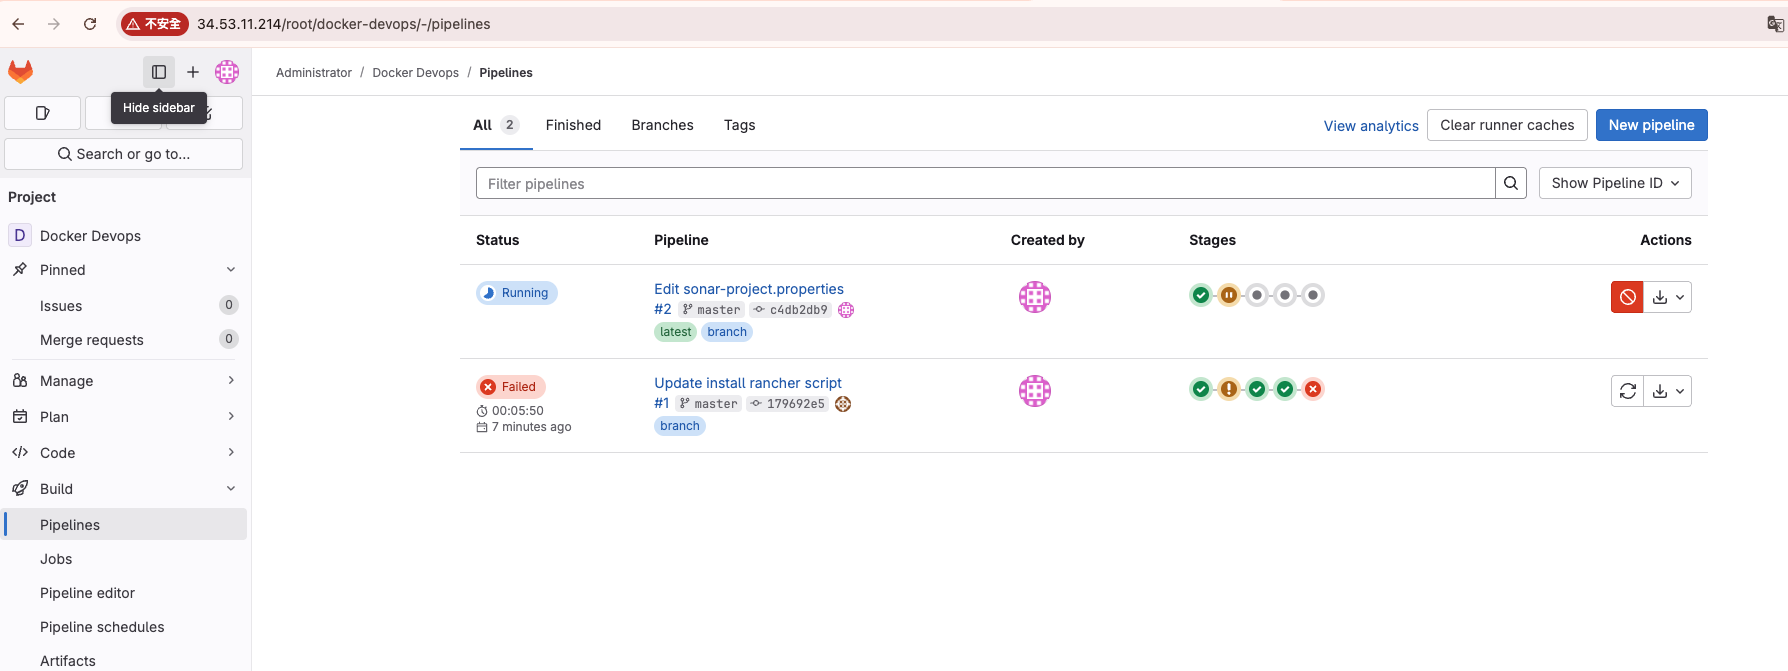 不安全 34.53.11.214/root/docker-devops/-/pipelines
Administrator / Docker Devops / Pipelines
Hide sidebar
Search or go to...
Project
D Docker Devops
Pinned
Issues 0
Merge requests 0
Manage
Plan
Code
Build
Pipelines
Jobs
Pipeline editor
Pipeline schedules
Artifacts
All 2 Finished Branches Tags
View analytics Clear runner caches New pipeline
Filter pipelines Show Pipeline ID
Status Pipeline Created by Stages Actions
Running Edit sonar-project.properties
#2 master c4db2db9
latest branch
Failed Update install rancher script
00:05:50 #1 master 179692e5
7 minutes ago branch